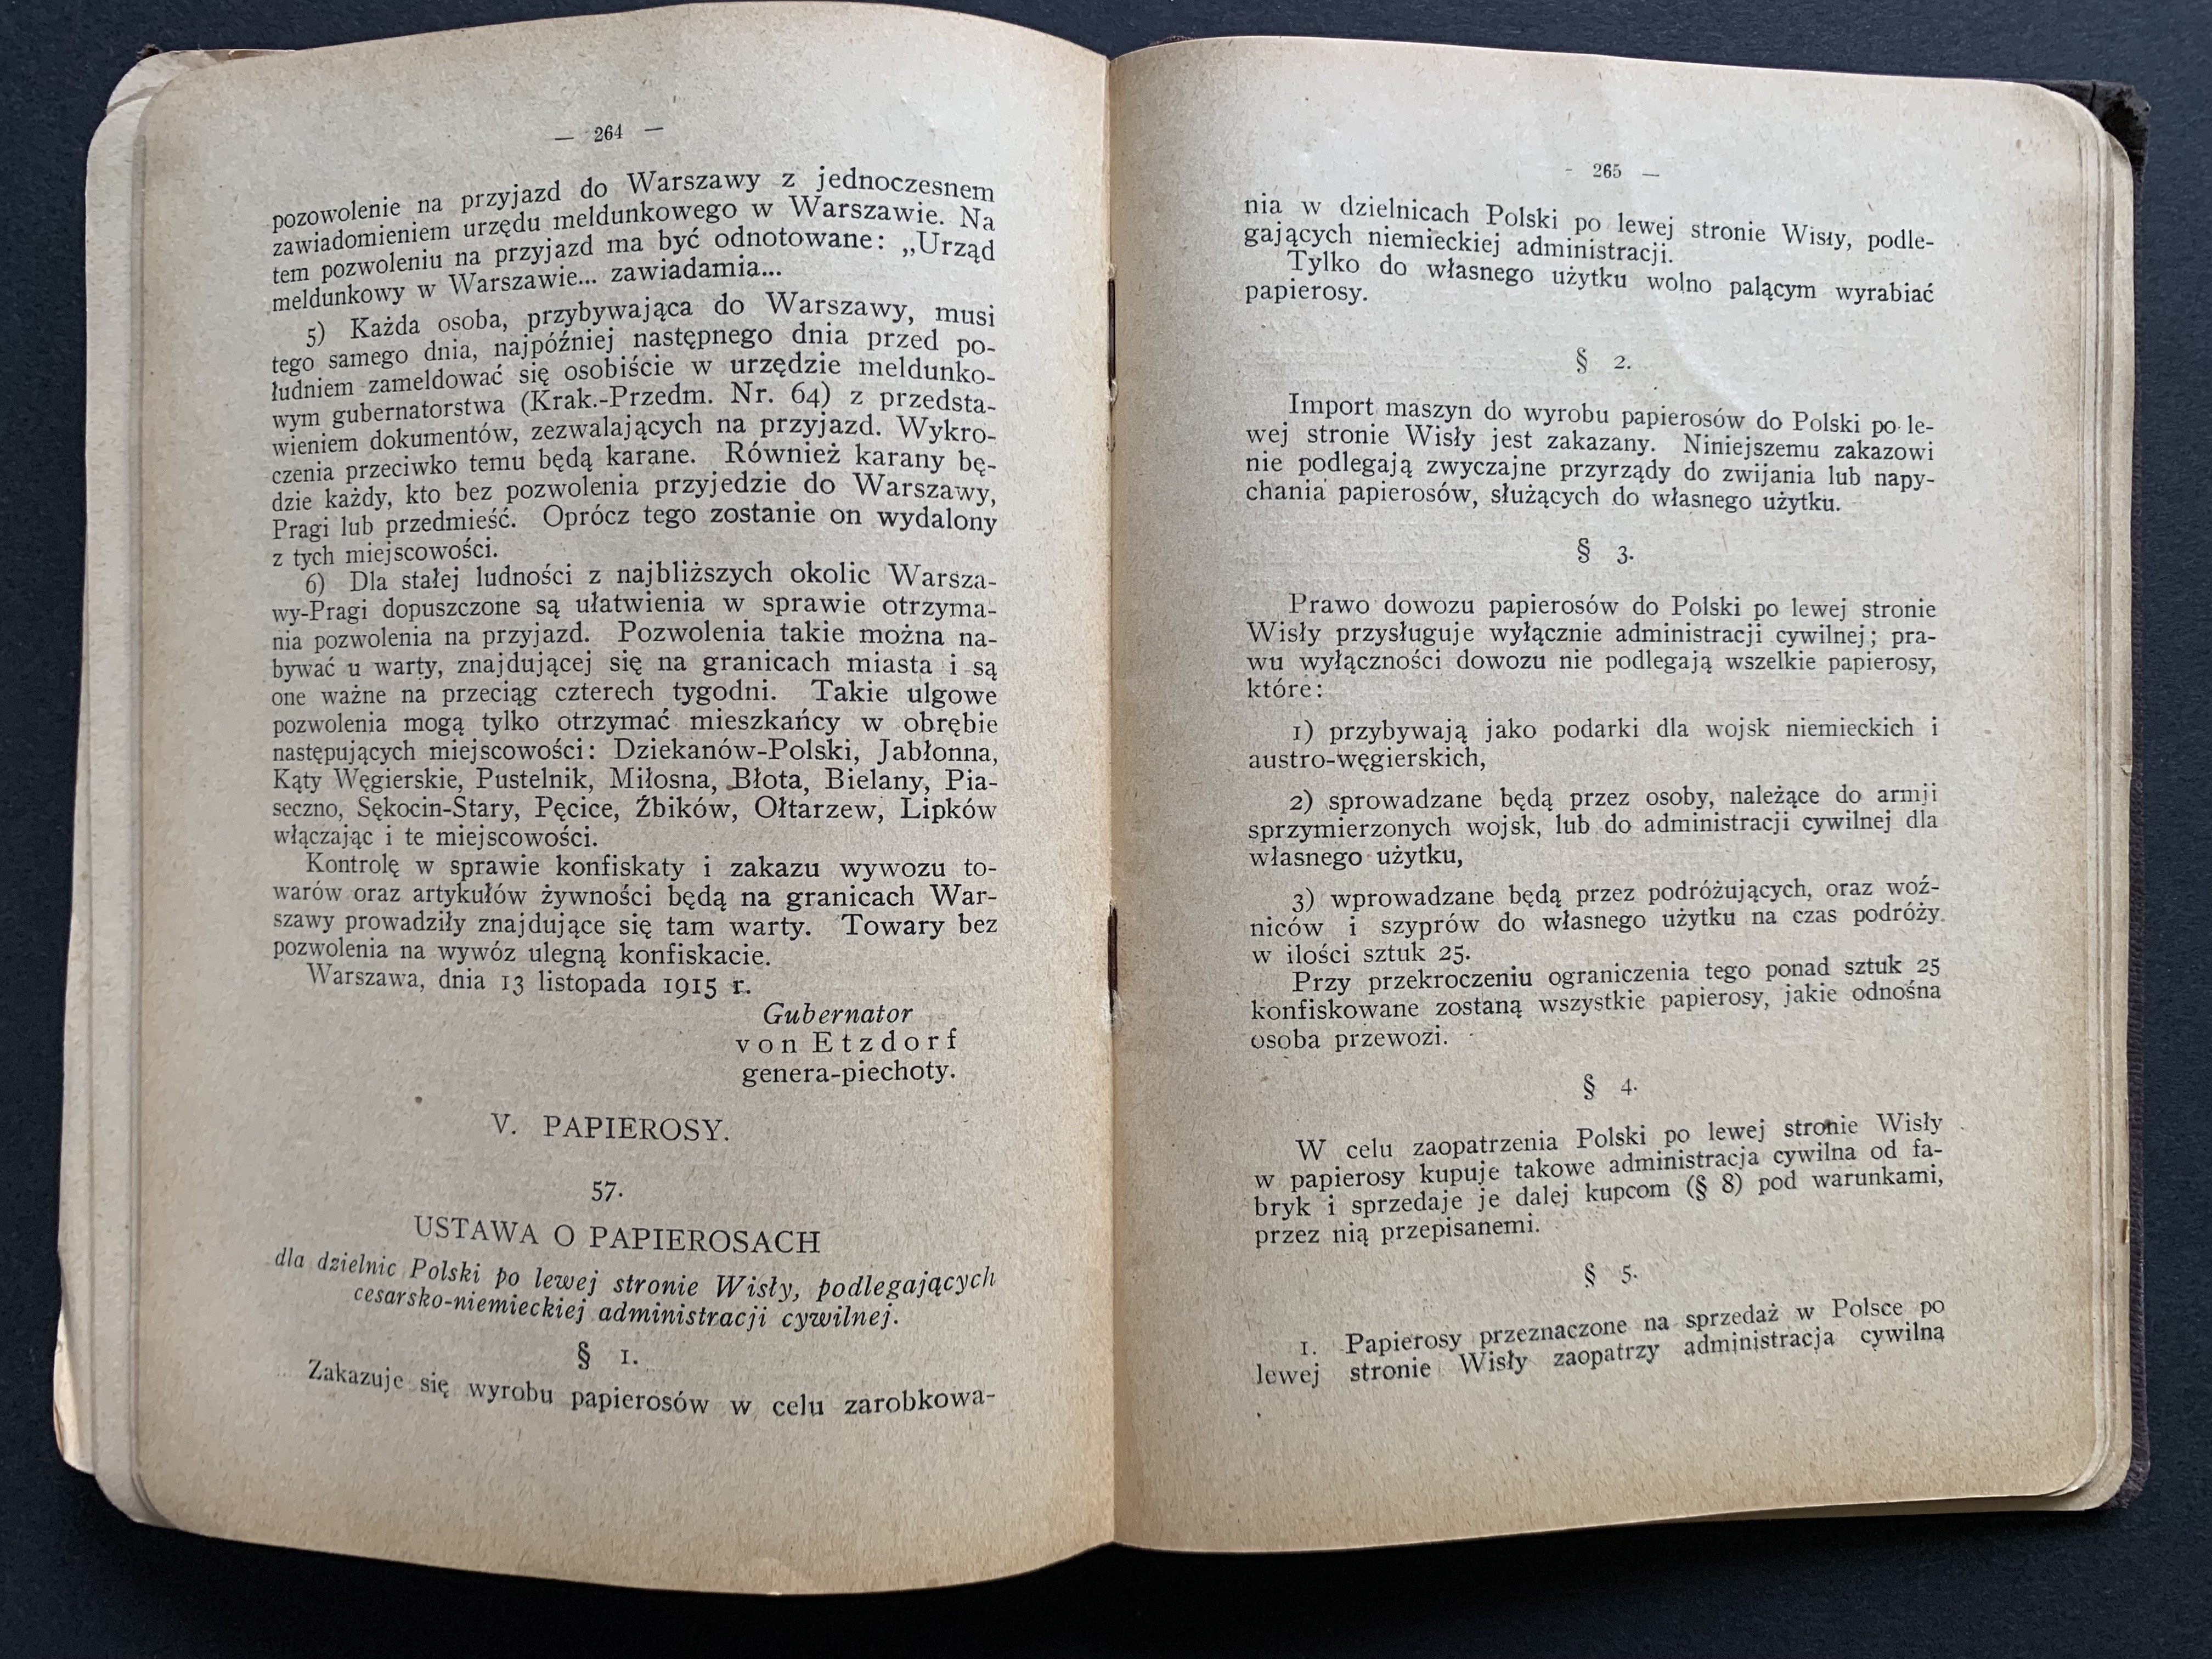 — 264 —
pozowolenie na przyjazd do Warszawy z jednoczesnem
zawiadomieniem urzędu meldunkowego w Warszawie. Na
tem pozwoleniu na przyjazd ma być odnotowane: „Urząd
meldunkowy w Warszawie... zawiadamia...
5) Każda osoba, przybywająca do Warszawy, musi
tego samego dnia, najpóźniej następnego dnia przed po-
łudniem zameldować się osobiście w urzędzie meldunko-
wym gubernatorstwa (Krak.-Przedm. Nr. 64) z przedsta-
wieniem dokumentów, zezwalających na przyjazd. Wykro-
czenia przeciwko temu będą karane. Również karany bę-
dzie każdy, kto bez pozwolenia przyjedzie do Warszawy,
Pragi lub przedmieść. Oprócz tego zostanie on wydalony
z tych miejscowości.
6) Dla stałej ludności z najbliższych okolic Warsza-
wy-Pragi dopuszczone są ułatwienia w sprawie otrzyma-
nia pozwolenia na przyjazd. Pozwolenia takie można na-
bywać u warty, znajdującej się na granicach miasta i są
one ważne na przeciąg czterech tygodni. Takie ulgowe
pozwolenia mogą tylko otrzymać mieszkańcy w obrębie
następujących miejscowości: Dziekanów-Polski, Jabłonna,
Kąty Węgierskie, Pustelnik, Miłosna, Błota, Bielany, Pia-
seczno, Sękocin-Stary, Pęcice, Źbików, Ołtarzew, Lipków
włączając i te miejscowości.
Kontrolę w sprawie konfiskaty i zakazu wywozu to-
warów oraz artykułów żywności będą na granicach War-
szawy prowadziły znajdujące się tam warty. Towary bez
pozwolenia na wywóz ulegną konfiskacie.
Warszawa, dnia 13 listopada 1915 r.
Gubernator
von Etzdorf
genera-piechoty.
V. PAPIEROSY.
57.
USTAWA O PAPIEROSACH
dla dzielnic Polski po lewej stronie Wisły, podlegających
cesarsko-niemieckiej administracji cywilnej.
§ 1.
Zakazuje się wyrobu papierosów w celu zarobkowa-
- 265 —
nia w dzielnicach Polski po lewej stronie Wisły, podle-
gających niemieckiej administracji.
Tylko do własnego użytku wolno palącym wyrabiać
papierosy.
§ 2.
Import maszyn do wyrobu papierosów do Polski po le-
wej stronie Wisły jest zakazany. Niniejszemu zakazowi
nie podlegają zwyczajne przyrządy do zwijania lub napy-
chania papierosów, służących do własnego użytku.
§ 3.
Prawo dowozu papierosów do Polski po lewej stronie
Wisły przysługuje wyłącznie administracji cywilnej; pra-
wu wyłączności dowozu nie podlegają wszelkie papierosy,
które:
1) przybywają jako podarki dla wojsk niemieckich i
austro-węgierskich,
2) sprowadzane będą przez osoby, należące do armji
sprzymierzonych wojsk, lub do administracji cywilnej dla
własnego użytku,
3) wprowadzane będą przez podróżujących, oraz woź-
niców i szyprów do własnego użytku na czas podróży
w ilości sztuk 25.
Przy przekroczeniu ograniczenia tego ponad sztuk 25
konfiskowane zostaną wszystkie papierosy, jakie odnośna
osoba przewozi.
§ 4.
W celu zaopatrzenia Polski po lewej stronie Wisły
w papierosy kupuje takowe administracja cywilna od fa-
bryk i sprzedaje je dalej kupcom (§ 8) pod warunkami,
przez nią przepisanemi.
§ 5.
1. Papierosy przeznaczone na sprzedaż w Polsce po
lewej stronie Wisły zaopatrzy administracja cywilną